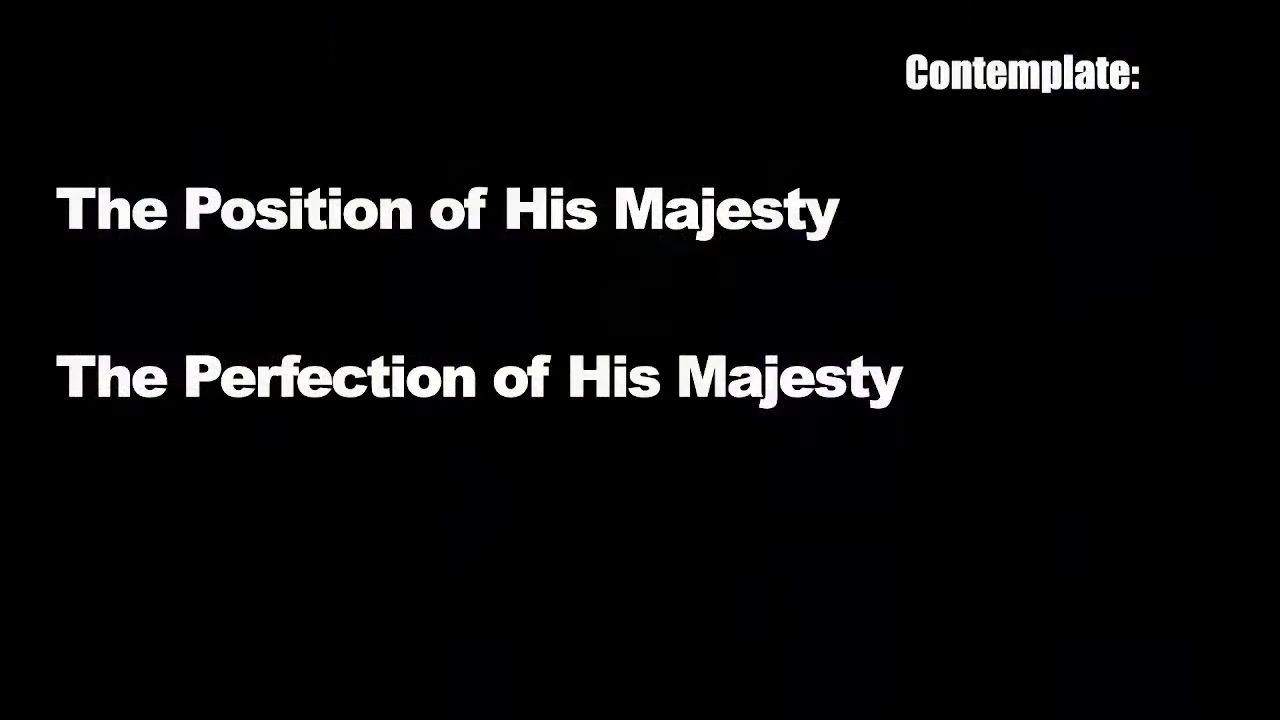 Contemplate:
The Position of His Majesty
The Perfection of His Majesty